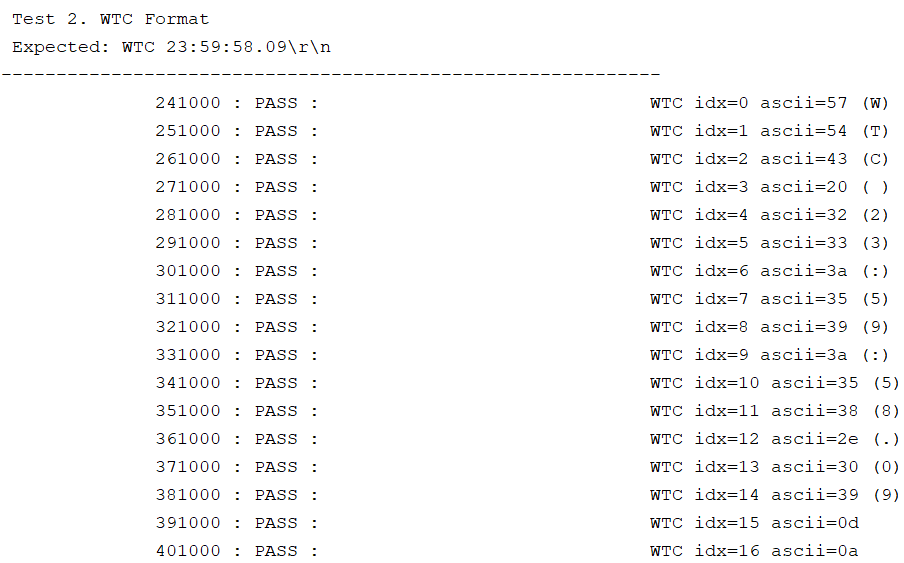 Test 2. WTC Format
Expected: WTC 23:59:58.09\r\n
------------------------------------------------------------
241000 : PASS : WTC idx=0 ascii=57 (W)
251000 : PASS : WTC idx=1 ascii=54 (T)
261000 : PASS : WTC idx=2 ascii=43 (C)
271000 : PASS : WTC idx=3 ascii=20 ( )
281000 : PASS : WTC idx=4 ascii=32 (2)
291000 : PASS : WTC idx=5 ascii=33 (3)
301000 : PASS : WTC idx=6 ascii=3a (:)
311000 : PASS : WTC idx=7 ascii=35 (5)
321000 : PASS : WTC idx=8 ascii=39 (9)
331000 : PASS : WTC idx=9 ascii=3a (:)
341000 : PASS : WTC idx=10 ascii=35 (5)
351000 : PASS : WTC idx=11 ascii=38 (8)
361000 : PASS : WTC idx=12 ascii=2e (.)
371000 : PASS : WTC idx=13 ascii=30 (0)
381000 : PASS : WTC idx=14 ascii=39 (9)
391000 : PASS : WTC idx=15 ascii=0d
401000 : PASS : WTC idx=16 ascii=0a